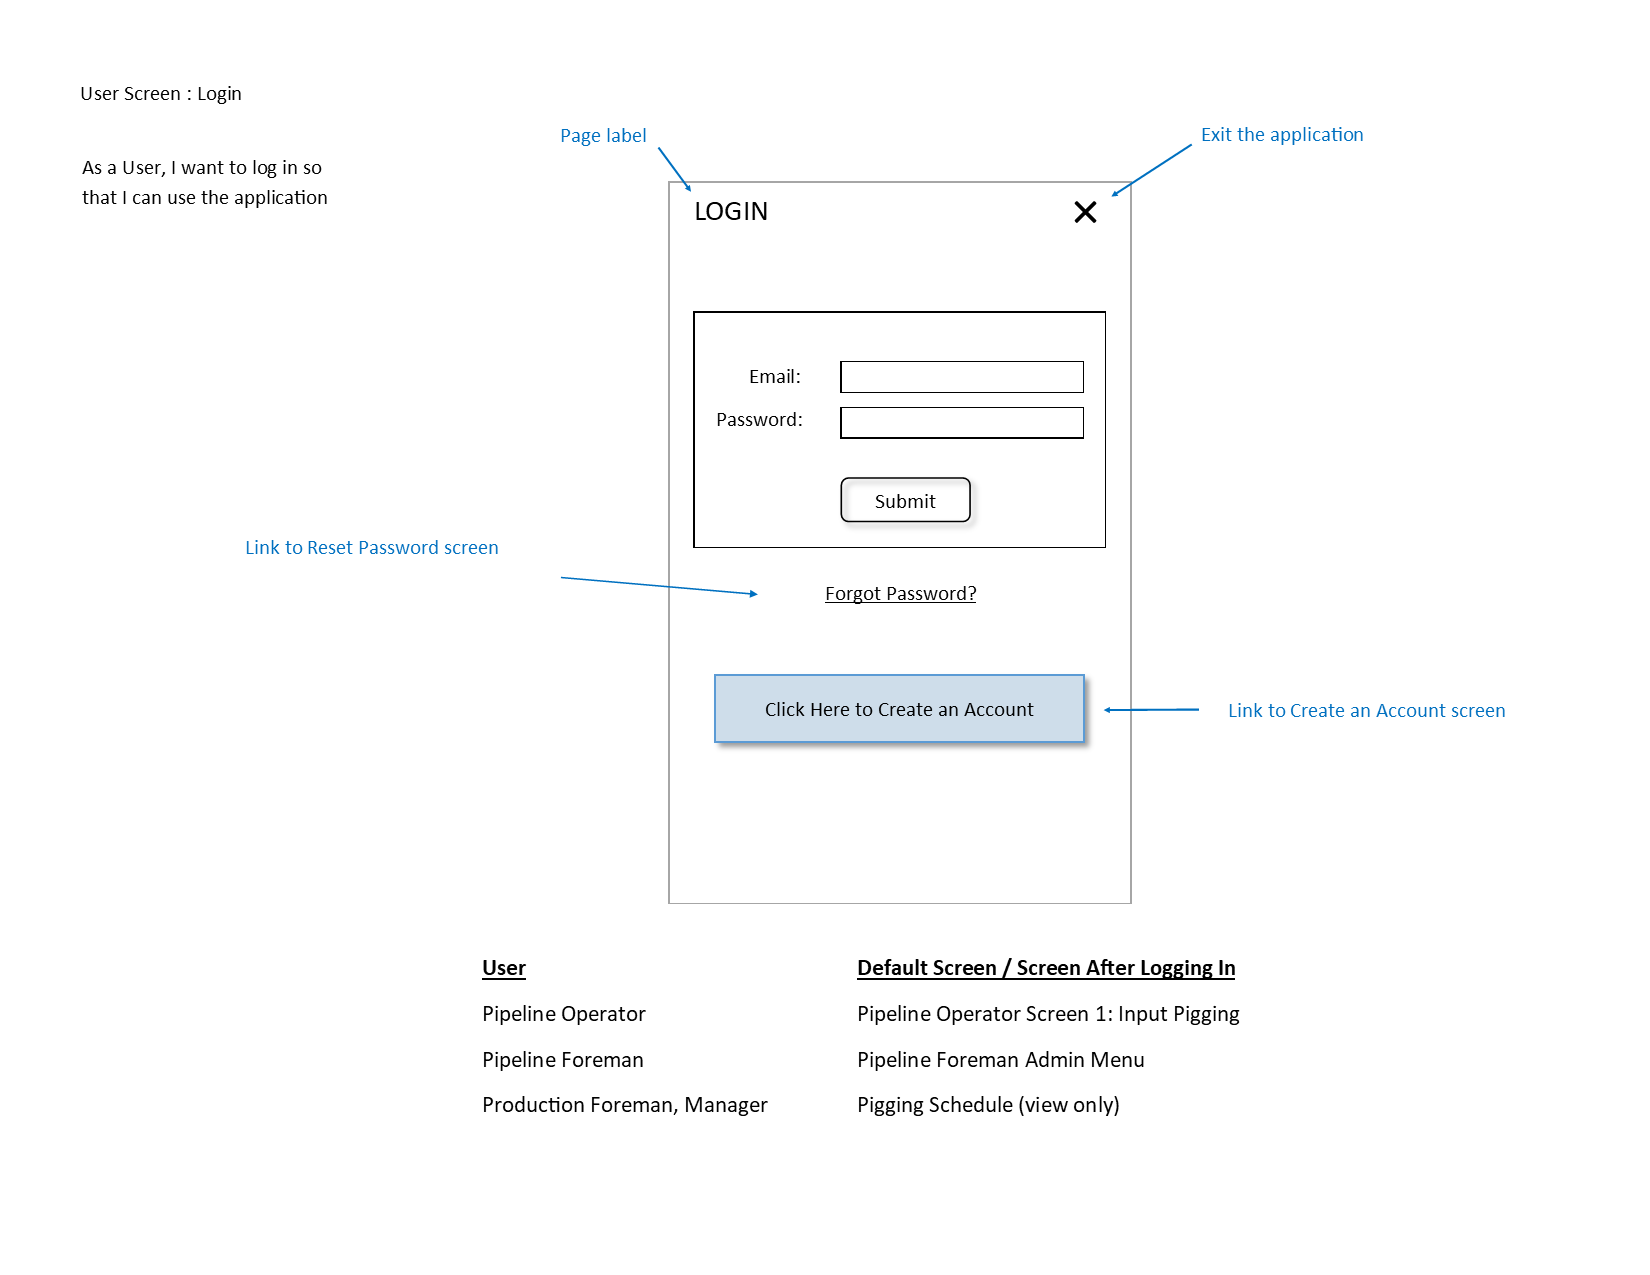 User Screen : Login
As a User, I want to log in so
that I can use the application
Page label
Exit the application
LOGIN
Email:
Password:
Submit
Link to Reset Password screen
Forgot Password?
Click Here to Create an Account
Link to Create an Account screen
User
Default Screen / Screen After Logging In
Pipeline Operator
Pipeline Operator Screen 1: Input Pigging
Pipeline Foreman
Pipeline Foreman Admin Menu
Production Foreman, Manager
Pigging Schedule (view only)